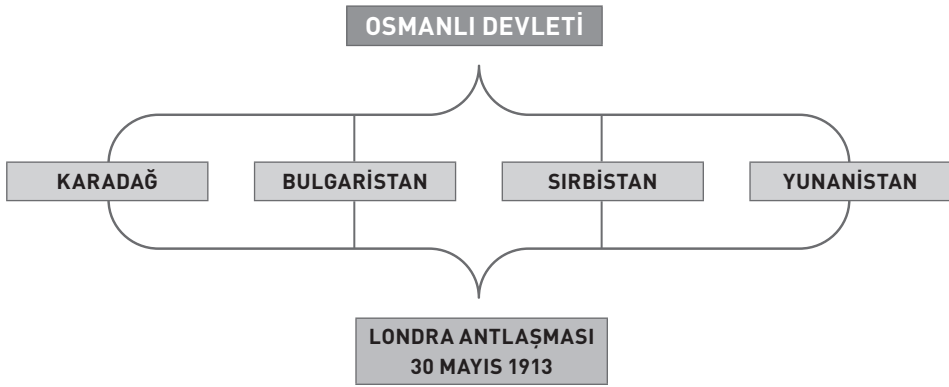 OSMANLI DEVLETİ
KARADAĞ
BULGARİSTAN
SIRBİSTAN
YUNANİSTAN
LONDRA ANTLAŞMASI
30 MAYIS 1913